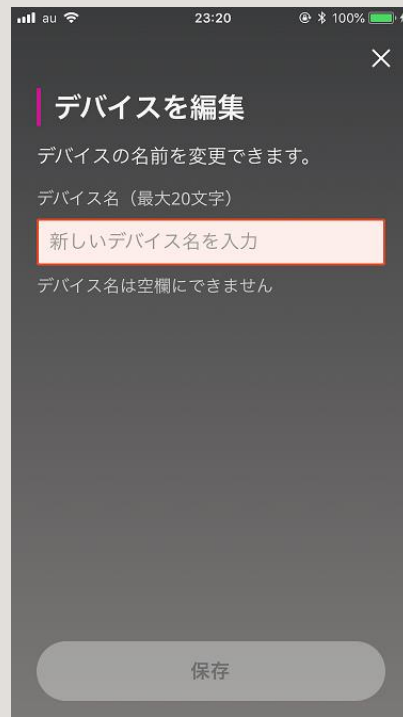 au 23:20 100%
デバイスを編集
デバイスの名前を変更できます。
デバイス名（最大20文字）
新しいデバイス名を入力
デバイス名は空欄にできません
保存